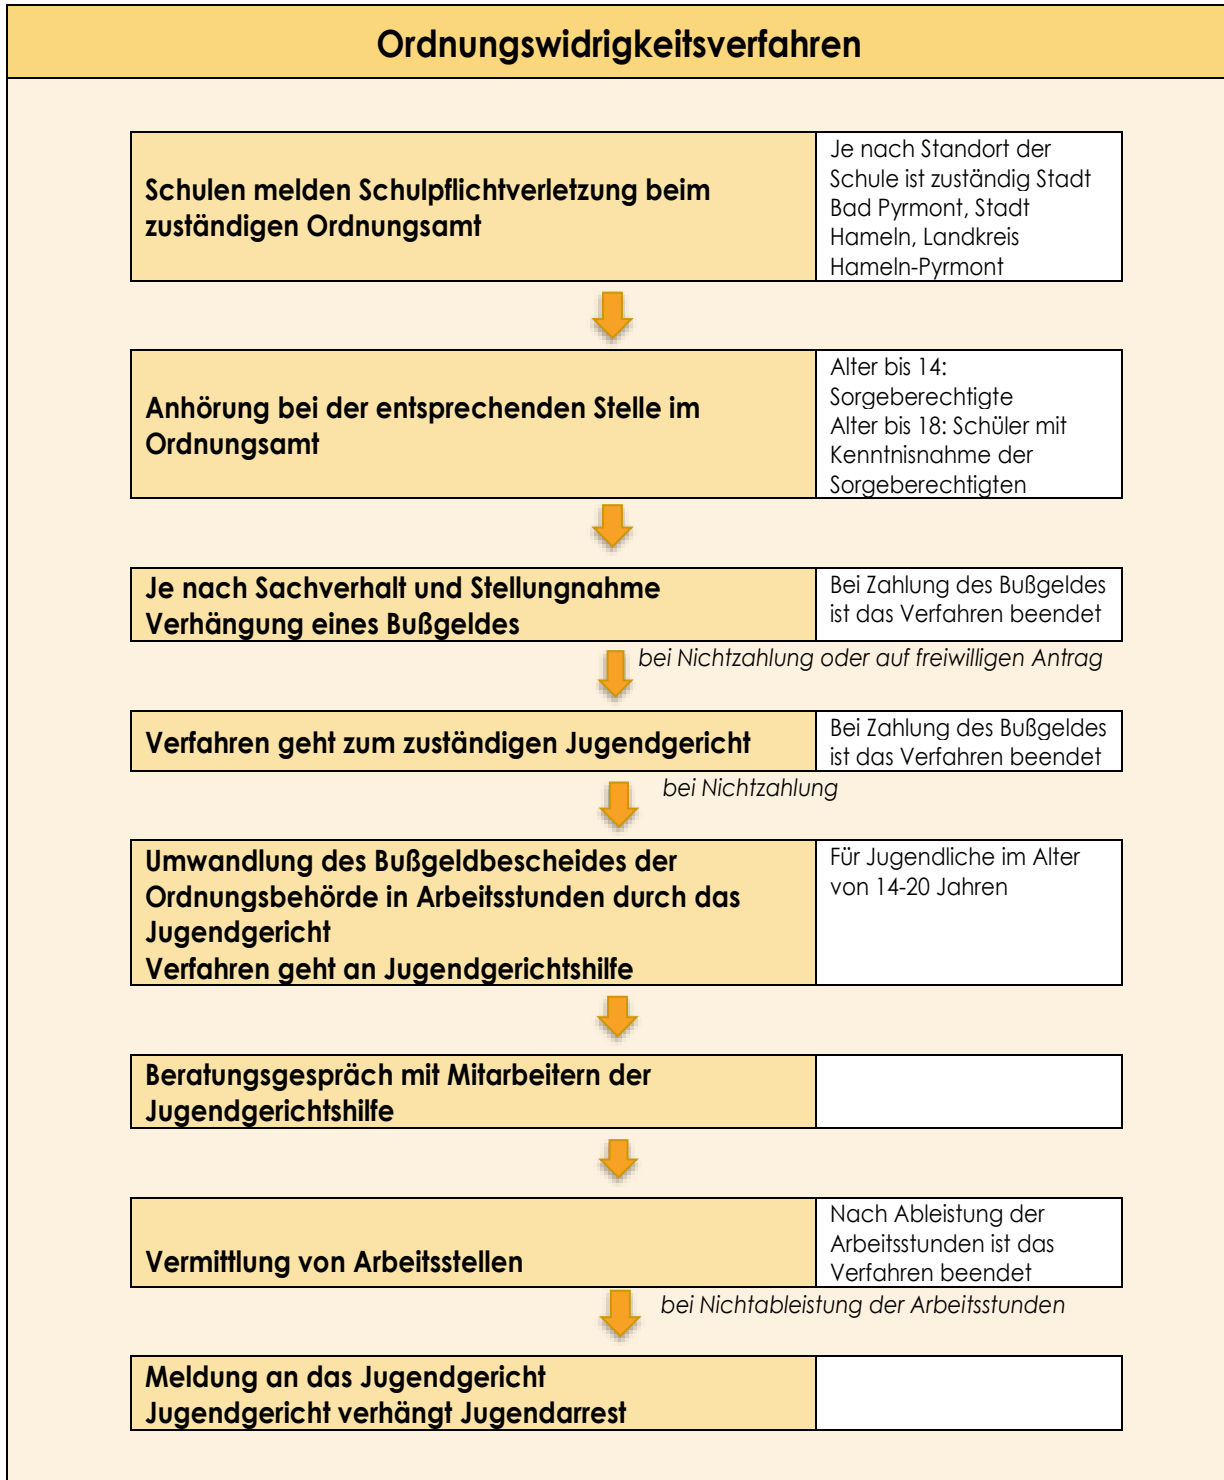 Ordnungswidrigkeitsverfahren
Schulen melden Schulpflichtverletzung beim
zuständigen Ordnungsamt
Je nach Standort der
Schule ist zuständig Stadt
Bad Pyrmont, Stadt
Hameln, Landkreis
Hameln-Pyrmont
Anhörung bei der entsprechenden Stelle im
Ordnungsamt
Alter bis 14:
Sorgeberechtigte
Alter bis 18: Schüler mit
Kenntnisnahme der
Sorgeberechtigten
Je nach Sachverhalt und Stellungnahme
Verhängung eines Bußgeldes
Bei Zahlung des Bußgeldes
ist das Verfahren beendet
bei Nichtzahlung oder auf freiwilligen Antrag
Verfahren geht zum zuständigen Jugendgericht
Bei Zahlung des Bußgeldes
ist das Verfahren beendet
bei Nichtzahlung
Umwandlung des Bußgeldbescheides der
Ordnungsbehörde in Arbeitsstunden durch das
Jugendgericht
Verfahren geht an Jugendgerichtshilfe
Für Jugendliche im Alter
von 14-20 Jahren
Beratungsgespräch mit Mitarbeitern der
Jugendgerichtshilfe
Vermittlung von Arbeitsstellen
Nach Ableistung der
Arbeitsstunden ist das
Verfahren beendet
bei Nichtableistung der Arbeitsstunden
Meldung an das Jugendgericht
Jugendgericht verhängt Jugendarrest